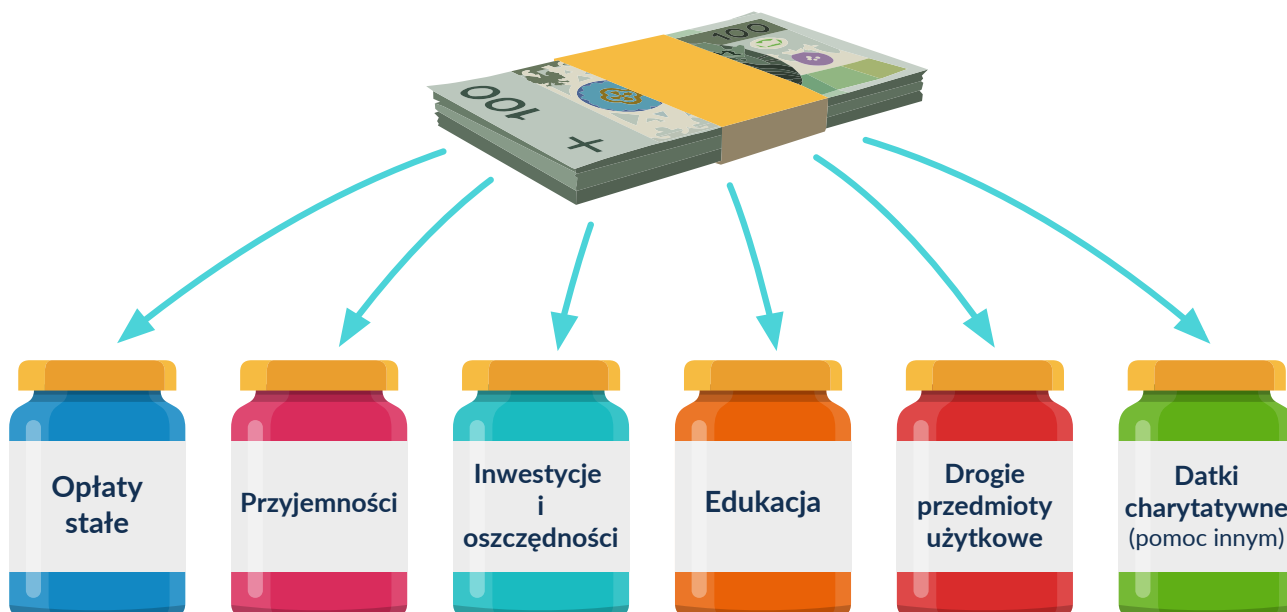 100
100
Opłaty
stałe
Przyjemności
Inwestycje
i
oszczędności
Edukacja
Drogie
przedmioty
użytkowe
Datki
charytatywne
(pomoc innym)